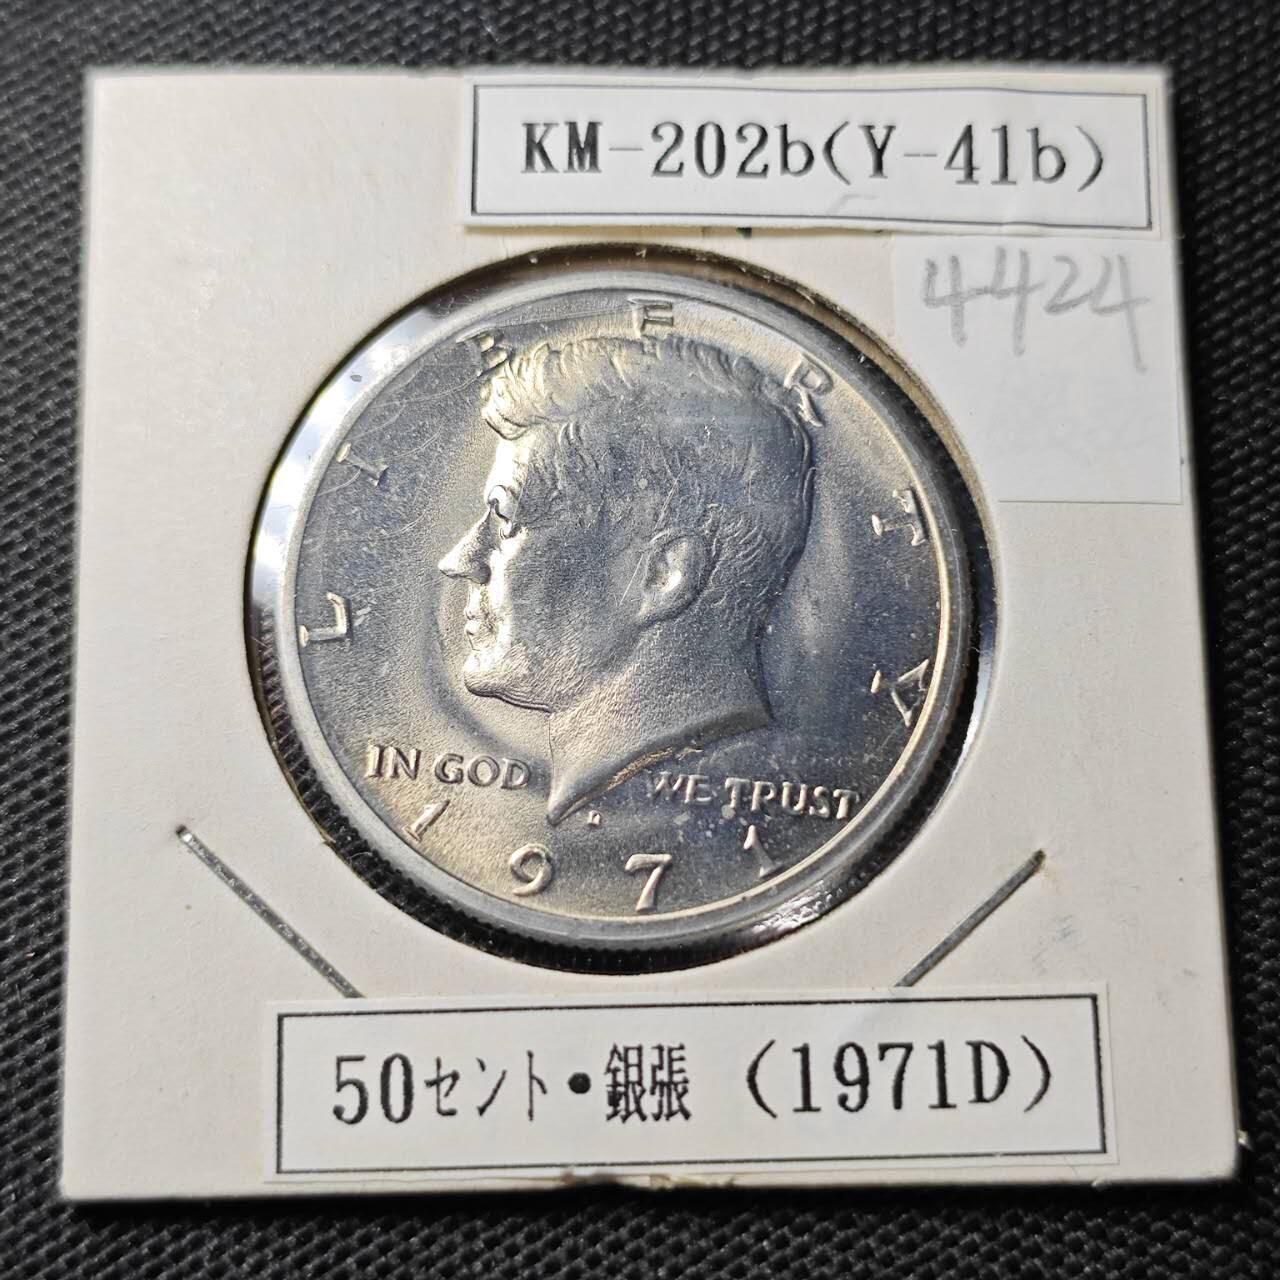 KM-202b(Y-41b)
4424
LIBERTY
IN GOD WE TRUST
D
1971
50セント・銀張（1971D）